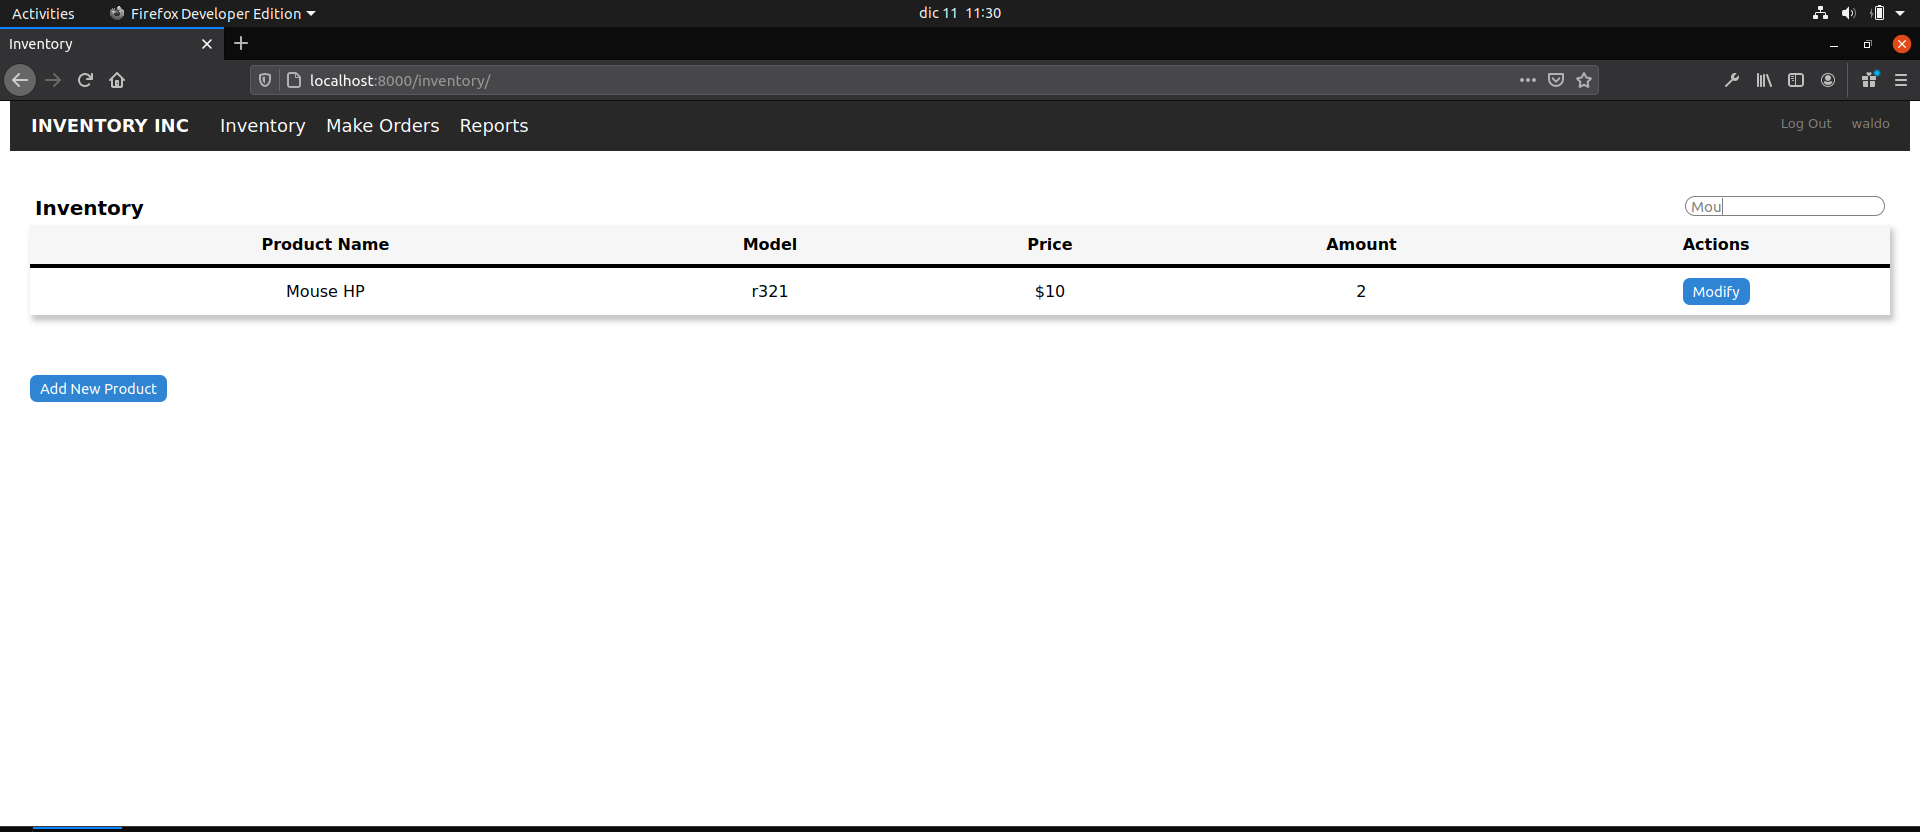 Activities Firefox Developer Edition dic 11 11:30
Inventory
localhost:8000/inventory/
INVENTORY INC Inventory Make Orders Reports Log Out waldo
Inventory Mou
Product Name Model Price Amount Actions
Mouse HP r321 $10 2 Modify
Add New Product